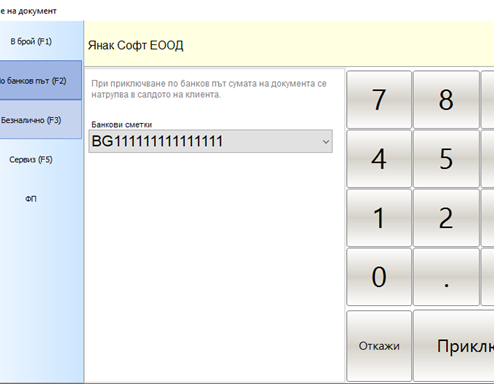 е на документ
В брой (F1)
По банков път (F2)
Безналично (F3)
Сервиз (F5)
ФП
Янак Софт ЕООД
При приключване по банков път сумата на документа се
натрупва в салдото на клиента.
Банкови сметки
BG111111111111111
7 8
4 5
1 2
0 .
Откажи Приклю